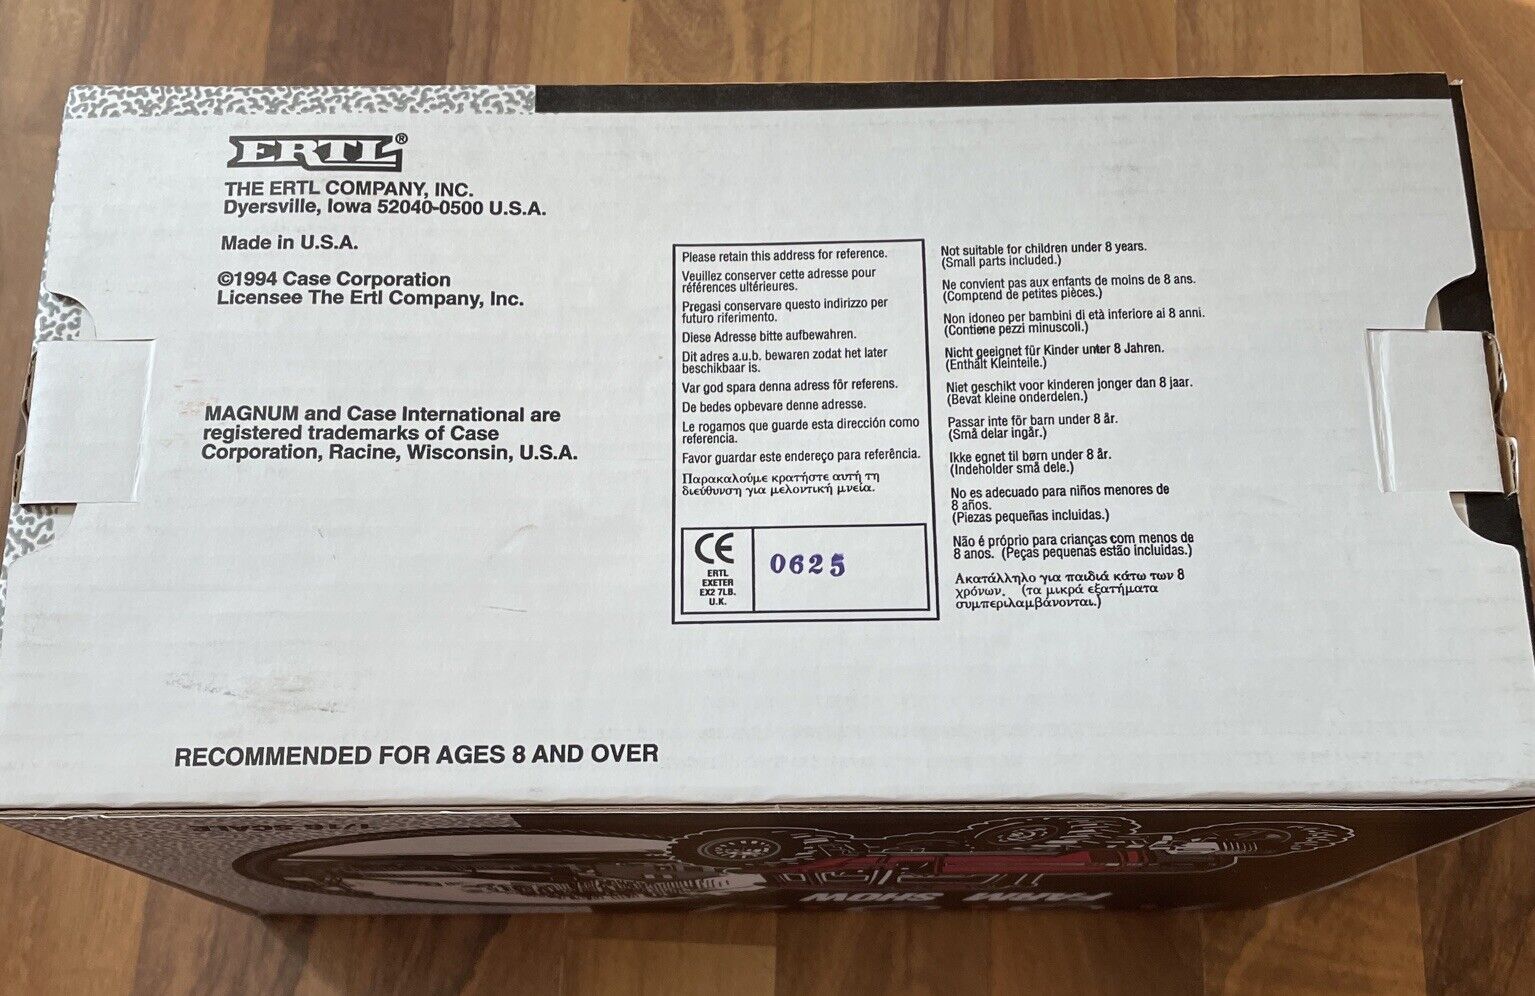 ERTL®
THE ERTL COMPANY, INC.
Dyersville, Iowa 52040-0500 U.S.A.
Made in U.S.A.
©1994 Case Corporation
Licensee The Ertl Company, Inc.
MAGNUM and Case International are
registered trademarks of Case
Corporation, Racine, Wisconsin, U.S.A.
Please retain this address for reference.
Veuillez conserver cette adresse pour
références ultérieures.
Pregasi conservare questo indirizzo per
futuro riferimento.
Diese Adresse bitte aufbewahren.
Dit adres a.u.b. bewaren zodat het later
beschikbaar is.
Var god spara denna adress för referens.
De bedes opbevare denne adresse.
Le rogamos que guarde esta dirección como
referencia.
Favor guardar este endereço para referência.
Παρακαλούμε κρατήστε αυτή τη
διεύθυνση για μελοντική μνεία.
CE
ERTL
EXETER
EX2 7LB.
U.K.
0625
Not suitable for children under 8 years.
(Small parts included.)
Ne convient pas aux enfants de moins de 8 ans.
(Comprend de petites pièces.)
Non idoneo per bambini di età inferiore ai 8 anni.
(Contiene pezzi minuscoli.)
Nicht geeignet für Kinder unter 8 Jahren.
(Enthält Kleinteile.)
Niet geschikt voor kinderen jonger dan 8 jaar.
(Bevat kleine onderdelen.)
Passar inte för barn under 8 år.
(Små delar ingår.)
Ikke egnet til børn under 8 år.
(Indeholder små dele.)
No es adecuado para niños menores de
8 años.
(Piezas pequeñas incluidas.)
Não é próprio para crianças com menos de
8 anos. (Peças pequenas estão incluidas.)
Ακατάλληλο για παιδιά κάτω των 8
χρόνων. (τα μικρά εξατήματα
συμπεριλαμβάνονται.)
RECOMMENDED FOR AGES 8 AND OVER
1/16 SCALE
FARM SHOW